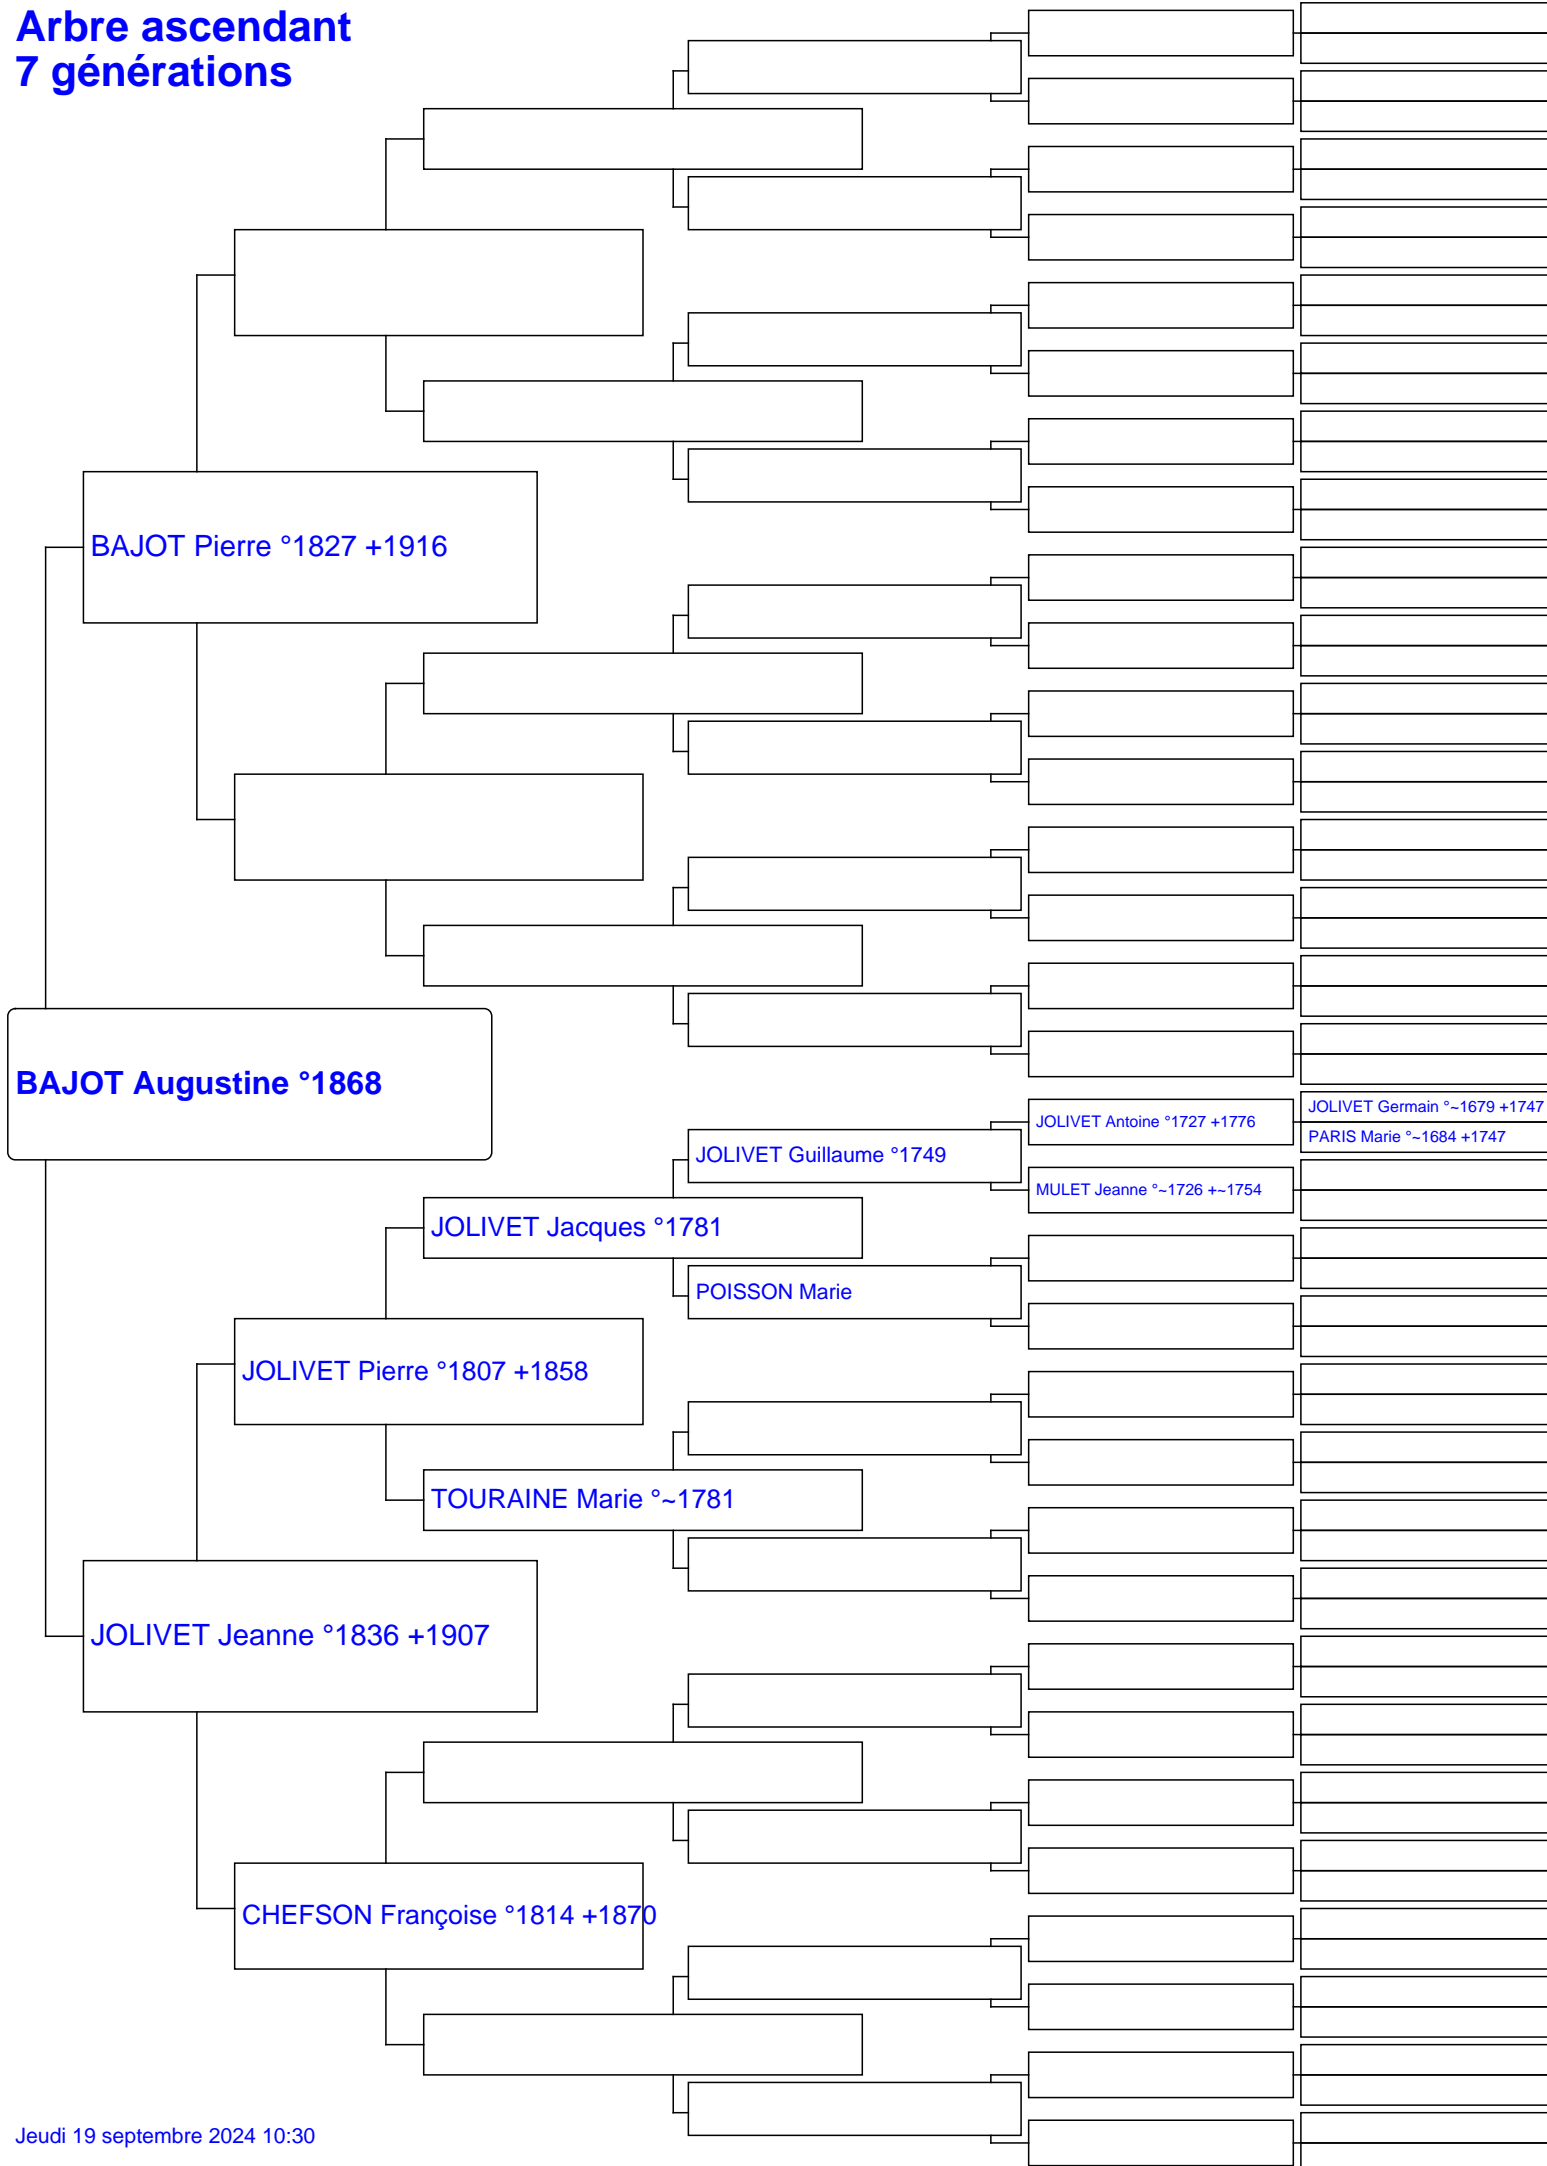 Arbre ascendant
7 générations
BAJOT Pierre °1827 +1916
BAJOT Augustine °1868
JOLIVET Germain °~1679 +1747
JOLIVET Antoine °1727 +1776
PARIS Marie °~1684 +1747
JOLIVET Guillaume °1749
MULET Jeanne °~1726 +~1754
JOLIVET Jacques °1781
POISSON Marie
JOLIVET Pierre °1807 +1858
TOURAINE Marie °~1781
JOLIVET Jeanne °1836 +1907
CHEFSON Françoise °1814 +1870
Jeudi 19 septembre 2024 10:30